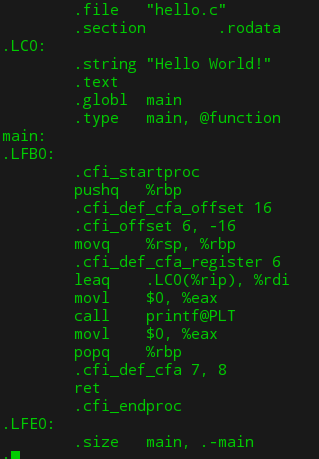 .file "hello.c"
.section .rodata
.LC0:
.string "Hello World!"
.text
.globl main
.type main, @function
main:
.LFB0:
.cfi_startproc
pushq %rbp
.cfi_def_cfa_offset 16
.cfi_offset 6, -16
movq %rsp, %rbp
.cfi_def_cfa_register 6
leaq .LC0(%rip), %rdi
movl $0, %eax
call printf@PLT
movl $0, %eax
popq %rbp
.cfi_def_cfa 7, 8
ret
.cfi_endproc
.LFE0:
.size main, .-main